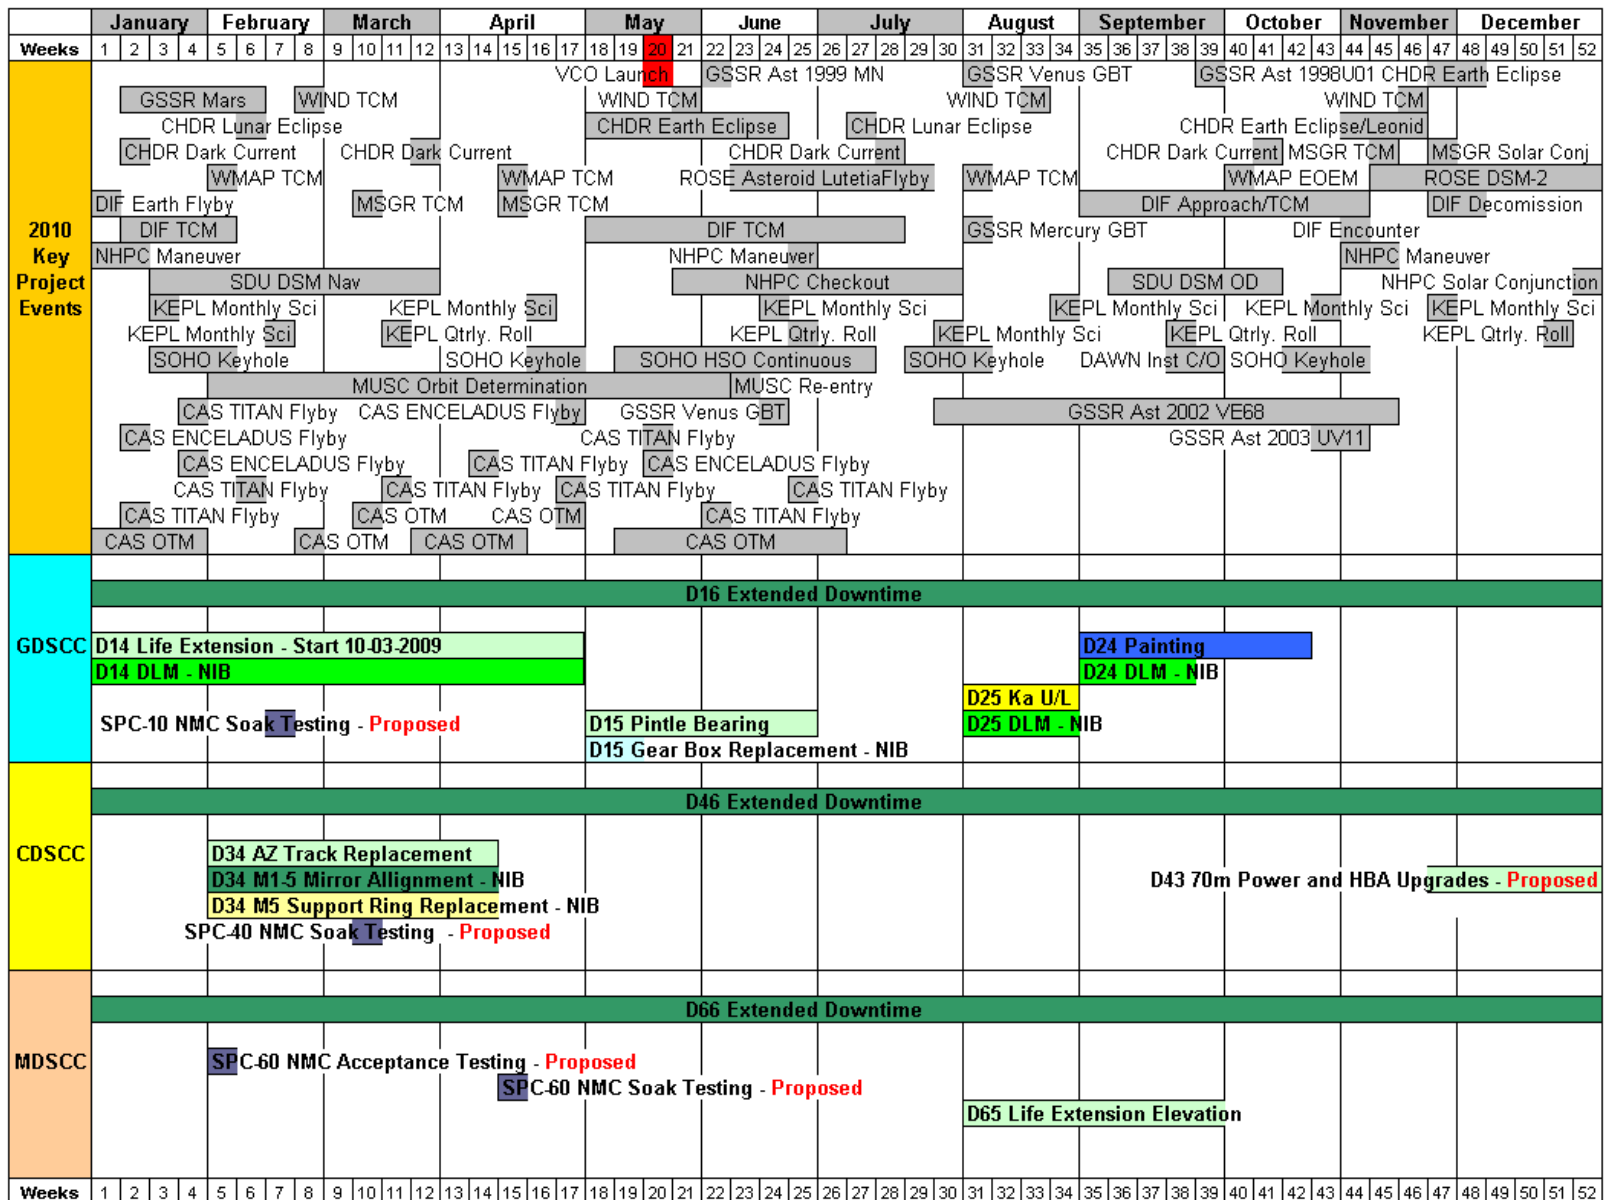 January February March April May June July August September October November December
Weeks 1 2 3 4 5 6 7 8 9 10 11 12 13 14 15 16 17 18 19 20 21 22 23 24 25 26 27 28 29 30 31 32 33 34 35 36 37 38 39 40 41 42 43 44 45 46 47 48 49 50 51 52
VCO Launch GSSR Ast 1999 MN GSSR Venus GBT GSSR Ast 1998U01 CHDR Earth Eclipse
GSSR Mars WIND TCM WIND TCM WIND TCM WIND TCM
CHDR Lunar Eclipse CHDR Earth Eclipse CHDR Lunar Eclipse CHDR Earth Eclipse/Leonid
CHDR Dark Current CHDR Dark Current CHDR Dark Current CHDR Dark Current MSGR TCM MSGR Solar Conj
WMAP TCM WMAP TCM ROSE Asteroid LutetiaFlyby WMAP TCM WMAP EOEM ROSE DSM-2
DIF Earth Flyby MSGR TCM MSGR TCM DIF Approach/TCM DIF Decomission
2010 DIF TCM DIF TCM GSSR Mercury GBT DIF Encounter
Key NHPC Maneuver NHPC Maneuver NHPC Maneuver
Project SDU DSM Nav NHPC Checkout SDU DSM OD NHPC Solar Conjunction
Events KEPL Monthly Sci KEPL Monthly Sci KEPL Monthly Sci KEPL Monthly Sci KEPL Monthly Sci KEPL Monthly Sci
KEPL Monthly Sci KEPL Qtrly. Roll KEPL Qtrly. Roll KEPL Monthly Sci KEPL Qtrly. Roll KEPL Qtrly. Roll
SOHO Keyhole SOHO Keyhole SOHO HSO Continuous SOHO Keyhole DAWN Inst C/O SOHO Keyhole
MUSC Orbit Determination MUSC Re-entry
CAS TITAN Flyby CAS ENCELADUS Flyby GSSR Venus GBT GSSR Ast 2002 VE68
CAS ENCELADUS Flyby CAS TITAN Flyby GSSR Ast 2003 UV11
CAS ENCELADUS Flyby CAS TITAN Flyby CAS ENCELADUS Flyby
CAS TITAN Flyby CAS TITAN Flyby CAS TITAN Flyby CAS TITAN Flyby
CAS TITAN Flyby CAS OTM CAS OTM CAS TITAN Flyby
CAS OTM CAS OTM CAS OTM CAS OTM
D16 Extended Downtime
GDSCC D14 Life Extension - Start 10-03-2009 D24 Painting
D14 DLM - NIB D24 DLM - NIB
D25 Ka U/L
SPC-10 NMC Soak Testing - Proposed D15 Pintle Bearing D25 DLM - NIB
D15 Gear Box Replacement - NIB
D46 Extended Downtime
CDSCC D34 AZ Track Replacement
D34 M1-5 Mirror Allignment - NIB D43 70m Power and HBA Upgrades - Proposed
D34 M5 Support Ring Replacement - NIB
SPC-40 NMC Soak Testing - Proposed
D66 Extended Downtime
MDSCC SPC-60 NMC Acceptance Testing - Proposed
SPC-60 NMC Soak Testing - Proposed
D65 Life Extension Elevation
Weeks 1 2 3 4 5 6 7 8 9 10 11 12 13 14 15 16 17 18 19 20 21 22 23 24 25 26 27 28 29 30 31 32 33 34 35 36 37 38 39 40 41 42 43 44 45 46 47 48 49 50 51 52